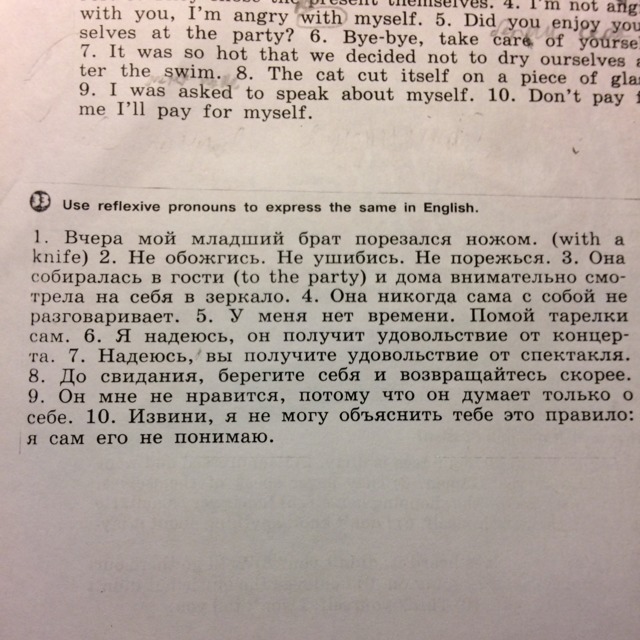 the present themselves. 4. I'm not ang
with you, I'm angry with myself. 5. Did you enjoy you
selves at the party? 6. Bye-bye, take care of yourse
7. It was so hot that we decided not to dry ourselves a
ter the swim. 8. The cat cut itself on a piece of gla
9. I was asked to speak about myself. 10. Don't pay f
me I'll pay for myself.
II Use reflexive pronouns to express the same in English.
1. Вчера мой младший брат порезался ножом. (with a
knife) 2. Не обожгись. Не ушибись. Не порежься. 3. Она
собиралась в гости (to the party) и дома внимательно смо-
трела на себя в зеркало. 4. Она никогда сама с собой не
разговаривает. 5. У меня нет времени. Помой тарелки
сам. 6. Я надеюсь, он получит удовольствие от концер-
та. 7. Надеюсь, вы получите удовольствие от спектакля.
8. До свидания, берегите себя и возвращайтесь скорее.
9. Он мне не нравится, потому что он думает только о
себе. 10. Извини, я не могу объяснить тебе это правило:
я сам его не понимаю.